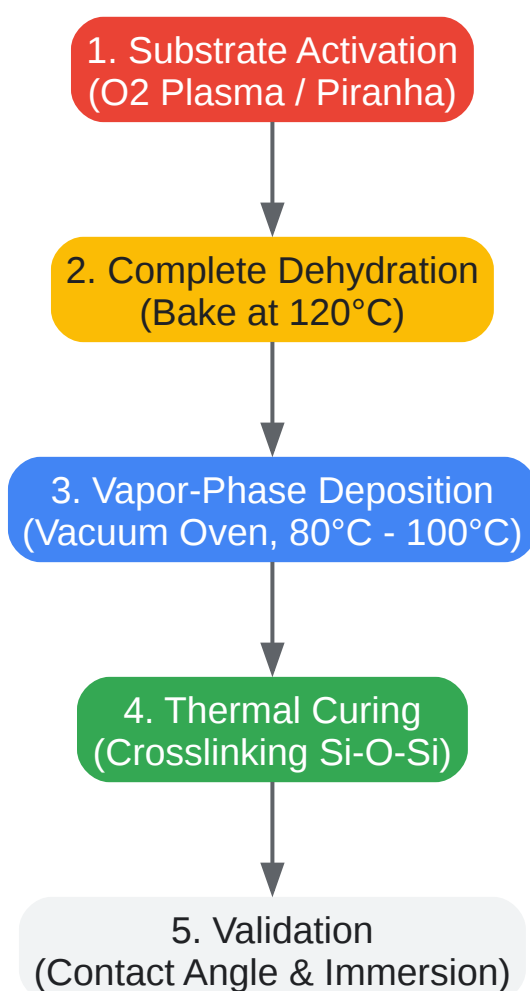 1. Substrate Activation
(O2 Plasma / Piranha)
2. Complete Dehydration
(Bake at 120°C)
3. Vapor-Phase Deposition
(Vacuum Oven, 80°C - 100°C)
4. Thermal Curing
(Crosslinking Si-O-Si)
5. Validation
(Contact Angle & Immersion)